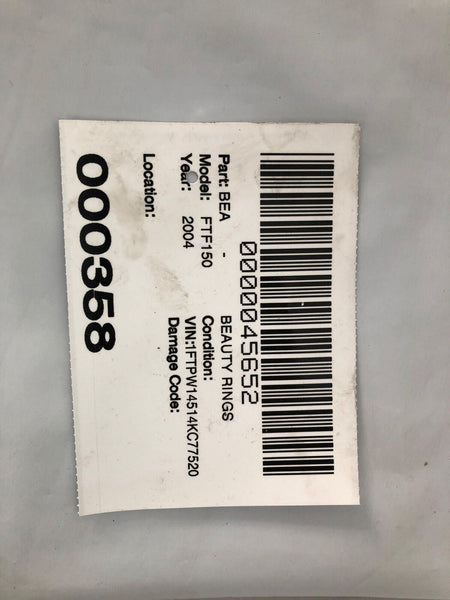 0000045652
Part: BEA - BEAUTY RINGS
Model: FTF150 Condition:
Year: 2004 VIN:1FTPW14514KC77520
Damage Code:
Location:
000358